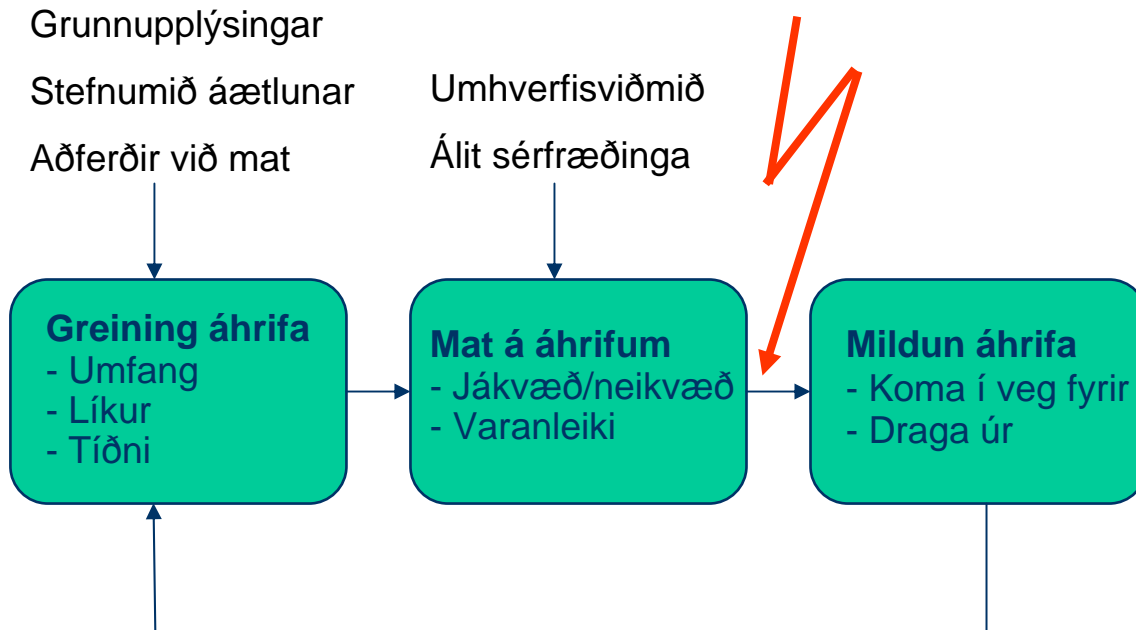 Grunnupplýsingar
Stefnumið áætlunar
Aðferðir við mat
Umhverfisviðmið
Álit sérfræðinga
Greining áhrifa
- Umfang
- Líkur
- Tíðni
Mat á áhrifum
- Jákvæð/neikvæð
- Varanleiki
Mildun áhrifa
- Koma í veg fyrir
- Draga úr